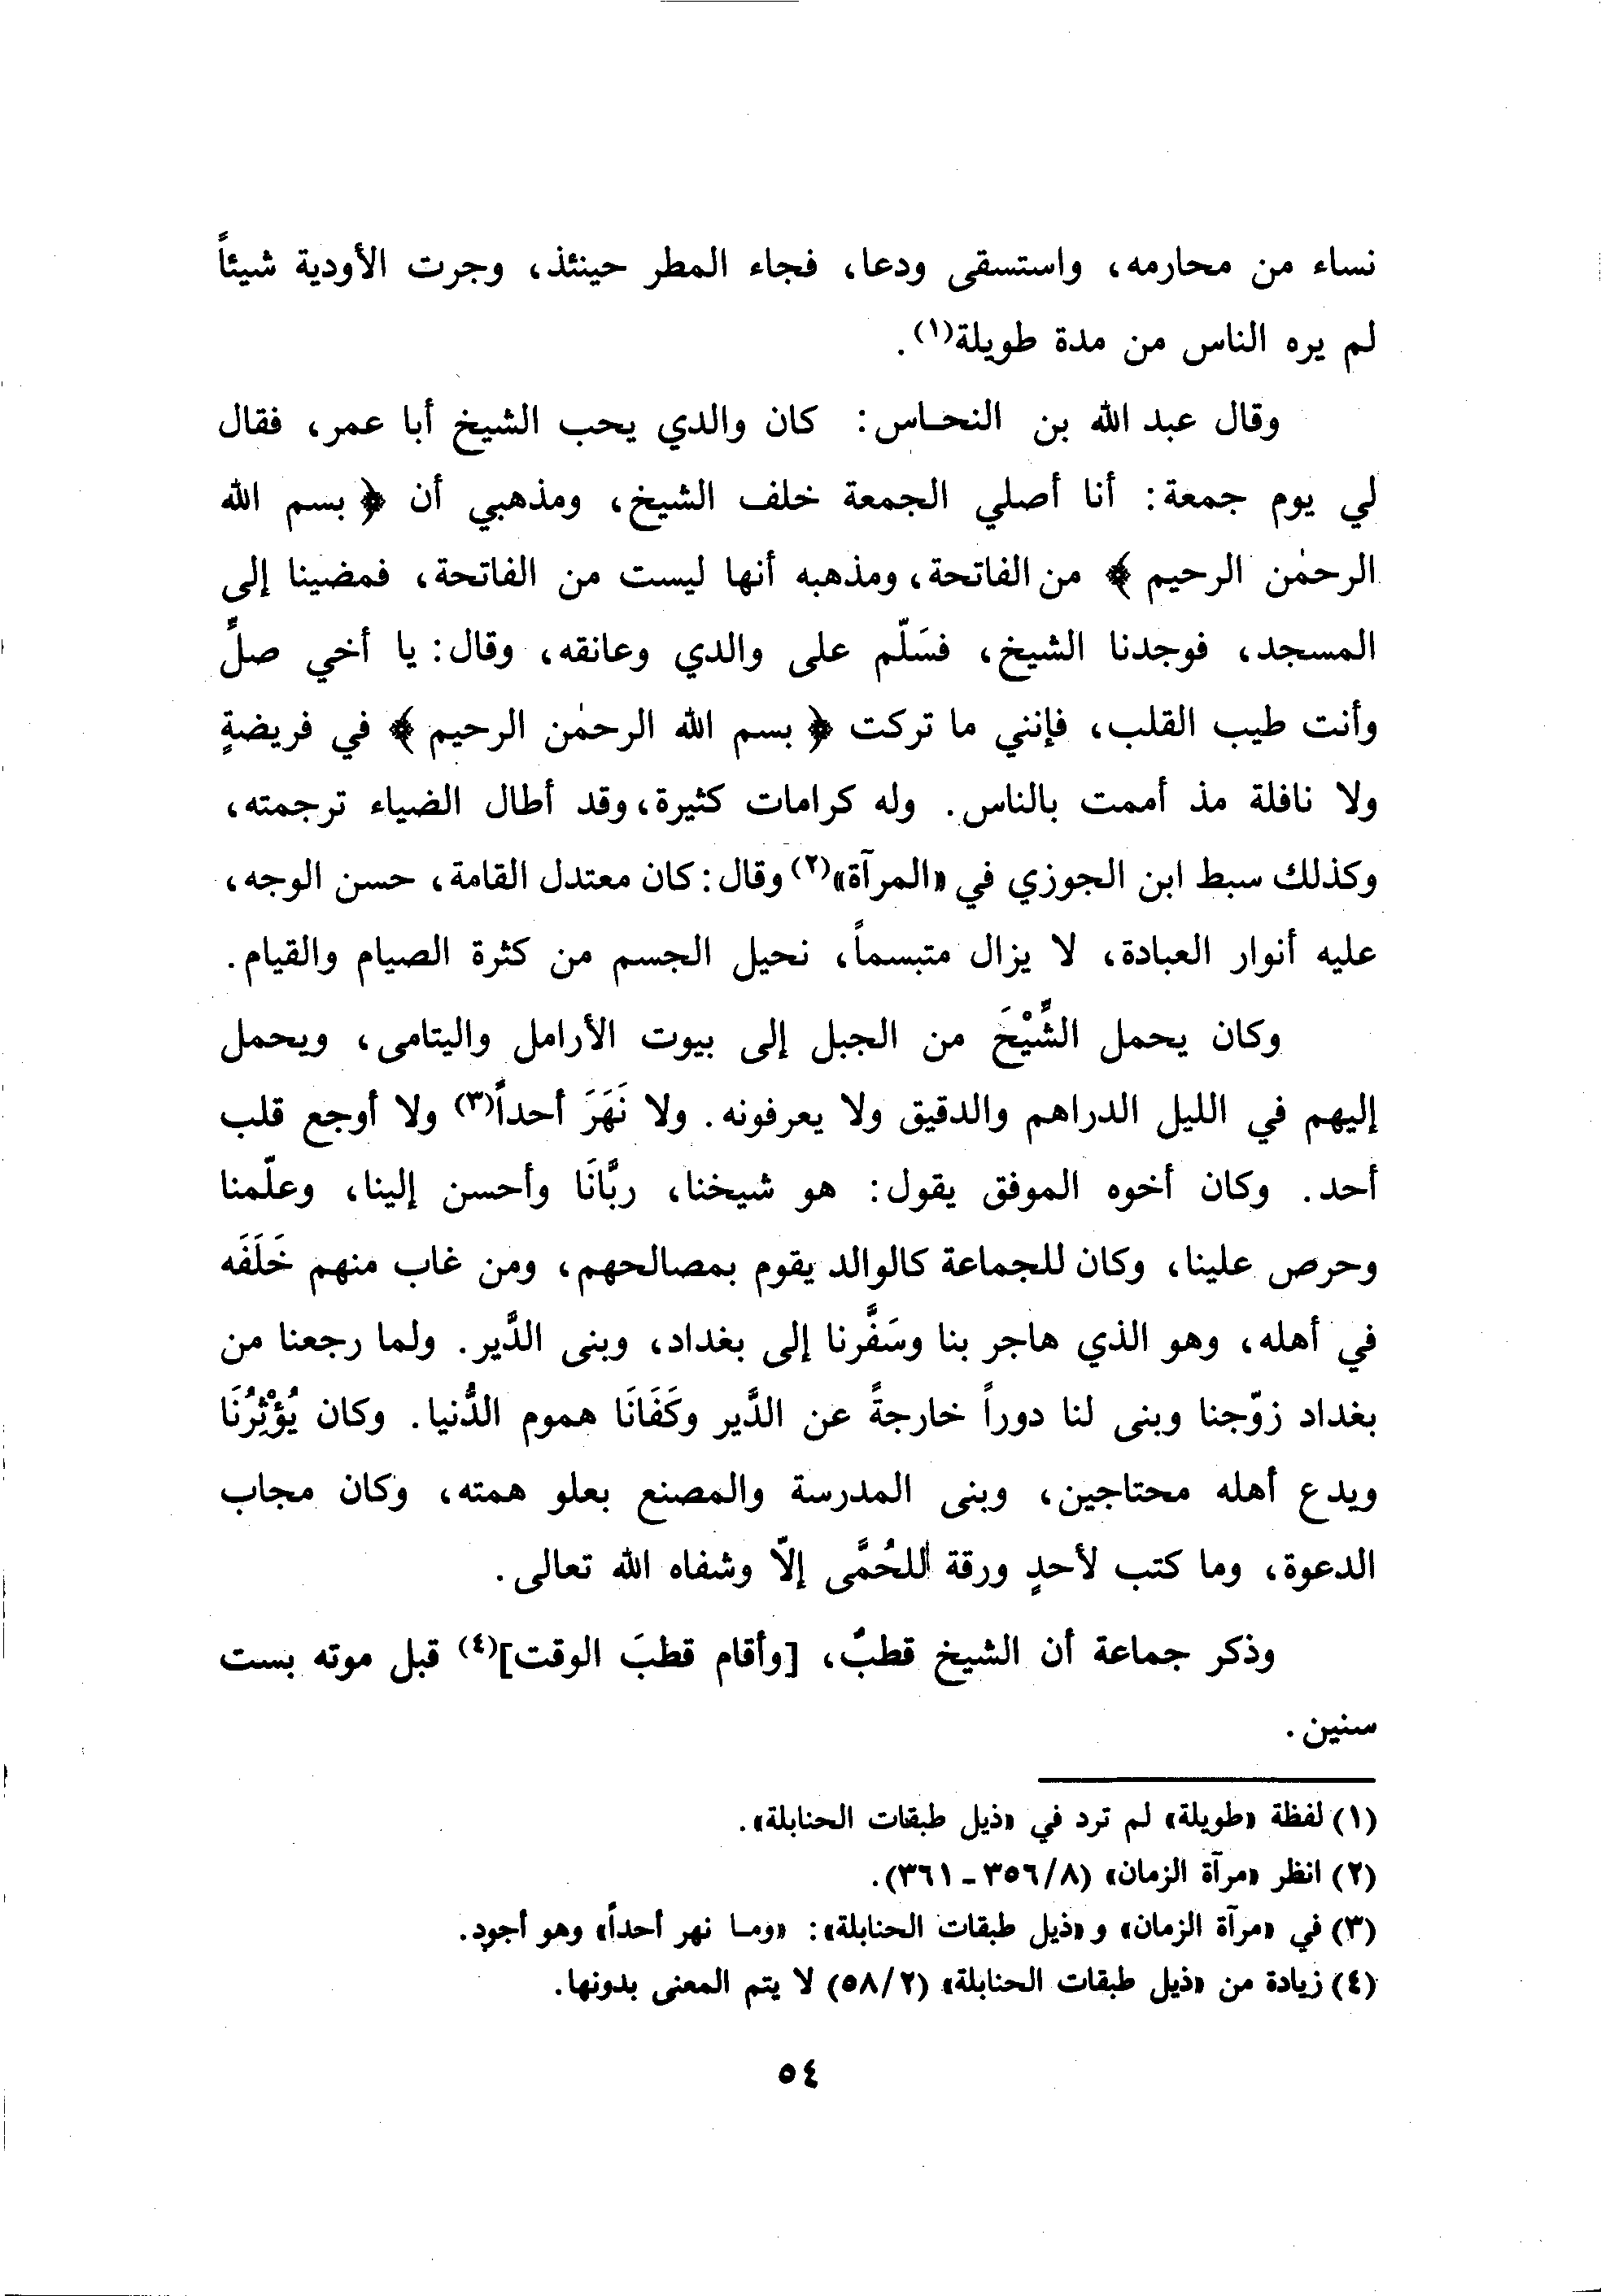 نساء من محارمه، واستسقى ودعا، فجاء المطر حينئذ، وجرت الأودية شيئاً
لم يره الناس من مدة طويلة(١).
وقال عبد الله بن النحاس: كان والدي يحب الشيخ أبا عمر، فقال
لي يوم جمعة: أنا أصلي الجمعة خلف الشيخ، ومذهبي أن ﴿بسم الله
الرحمٰن الرحيم﴾ من الفاتحة، ومذهبه أنها ليست من الفاتحة، فمضينا إلى
المسجد، فوجدنا الشيخ، فسَلّم على والدي وعانقه، وقال: يا أخي صلِّ
وأنت طيب القلب، فإنني ما تركت ﴿بسم الله الرحمٰن الرحيم﴾ في فريضةٍ
ولا نافلة مذ أممت بالناس. وله كرامات كثيرة، وقد أطال الضياء ترجمته،
وكذلك سبط ابن الجوزي في «المرآة»(٢) وقال: كان معتدل القامة، حسن الوجه،
عليه أنوار العبادة، لا يزال متبسماً، نحيل الجسم من كثرة الصيام والقيام.
وكان يحمل الشِّيْحَ من الجبل إلى بيوت الأرامل واليتامى، ويحمل
إليهم في الليل الدراهم والدقيق ولا يعرفونه. ولا نَهَرَ أحداً(٣) ولا أوجع قلب
أحد. وكان أخوه الموفق يقول: هو شيخنا، ربَّانَا وأحسن إلينا، وعلّمنا
وحرص علينا، وكان للجماعة كالوالد يقوم بمصالحهم، ومن غاب منهم خَلَفَه
في أهله، وهو الذي هاجر بنا وسَفَّرنا إلى بغداد، وبنى الدَّير. ولما رجعنا من
بغداد زوّجنا وبنى لنا دوراً خارجةً عن الدَّير وكَفَانَا هموم الدُّنيا. وكان يُؤْثِرُنَا
ويدع أهله محتاجين، وبنى المدرسة والمصنع بعلو همته، وكان مجاب
الدعوة، وما كتب لأحدٍ ورقة للحُمَّى إلاّ وشفاه الله تعالى.
وذكر جماعة أن الشيخ قطبٌ، [وأقام قطبَ الوقت](٤) قبل موته بست
سنين.
(١) لفظة «طويلة» لم ترد في «ذيل طبقات الحنابلة».
(٢) انظر «مرآة الزمان» (٨/٣٥٦ ـ ٣٦١).
(٣) في «مرآة الزمان» و«ذيل طبقات الحنابلة»: «وما نهر أحداً» وهو أجود.
(٤) زيادة من «ذيل طبقات الحنابلة» (٢/٥٨) لا يتم المعنى بدونها.
٥٤